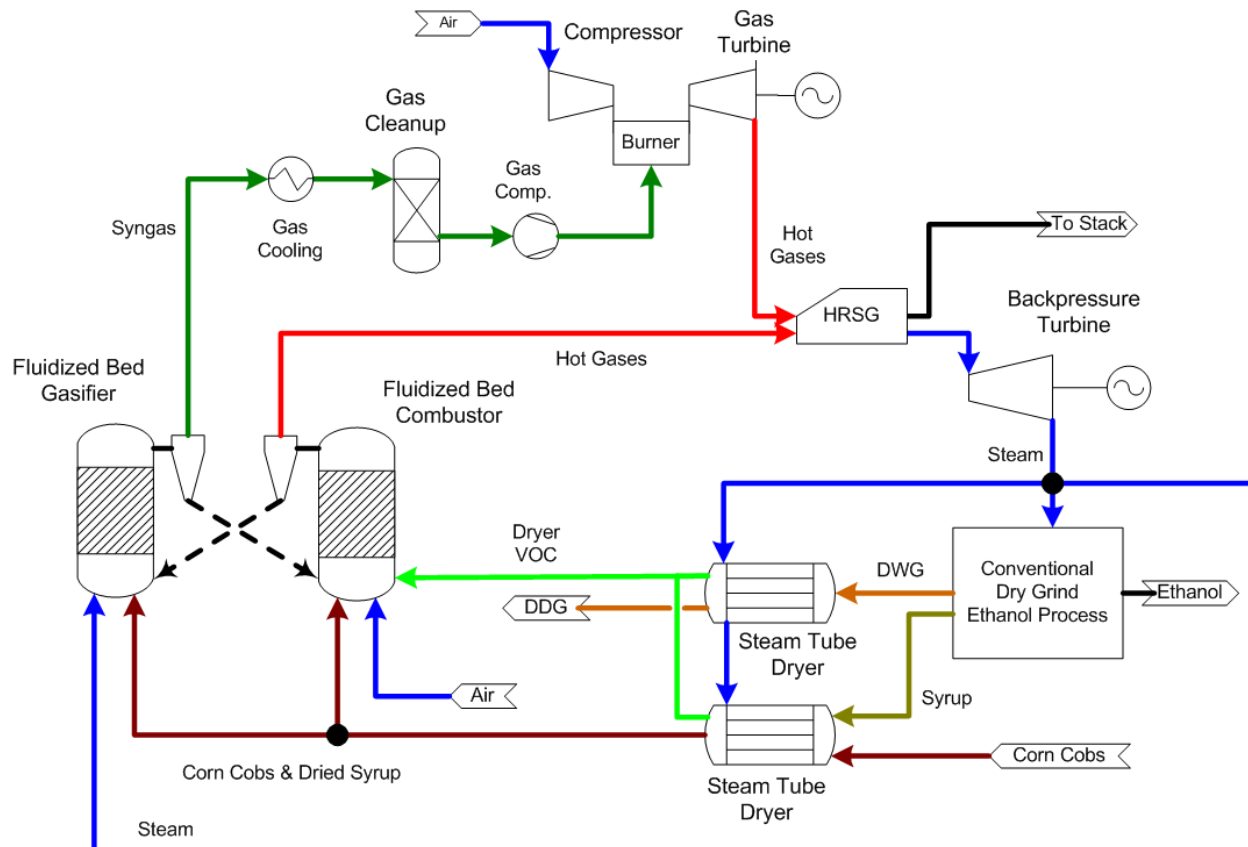 Air
Compressor
Gas
Turbine
Gas
Cleanup
Burner
Gas
Comp.
Syngas
Gas
Cooling
Hot
Gases
To Stack
HRSG
Backpressure
Turbine
Hot Gases
Fluidized Bed
Gasifier
Fluidized Bed
Combustor
Steam
Dryer
VOC
DWG
Conventional
Dry Grind
Ethanol Process
Ethanol
DDG
Steam Tube
Dryer
Air
Syrup
Corn Cobs
Corn Cobs & Dried Syrup
Steam Tube
Dryer
Steam